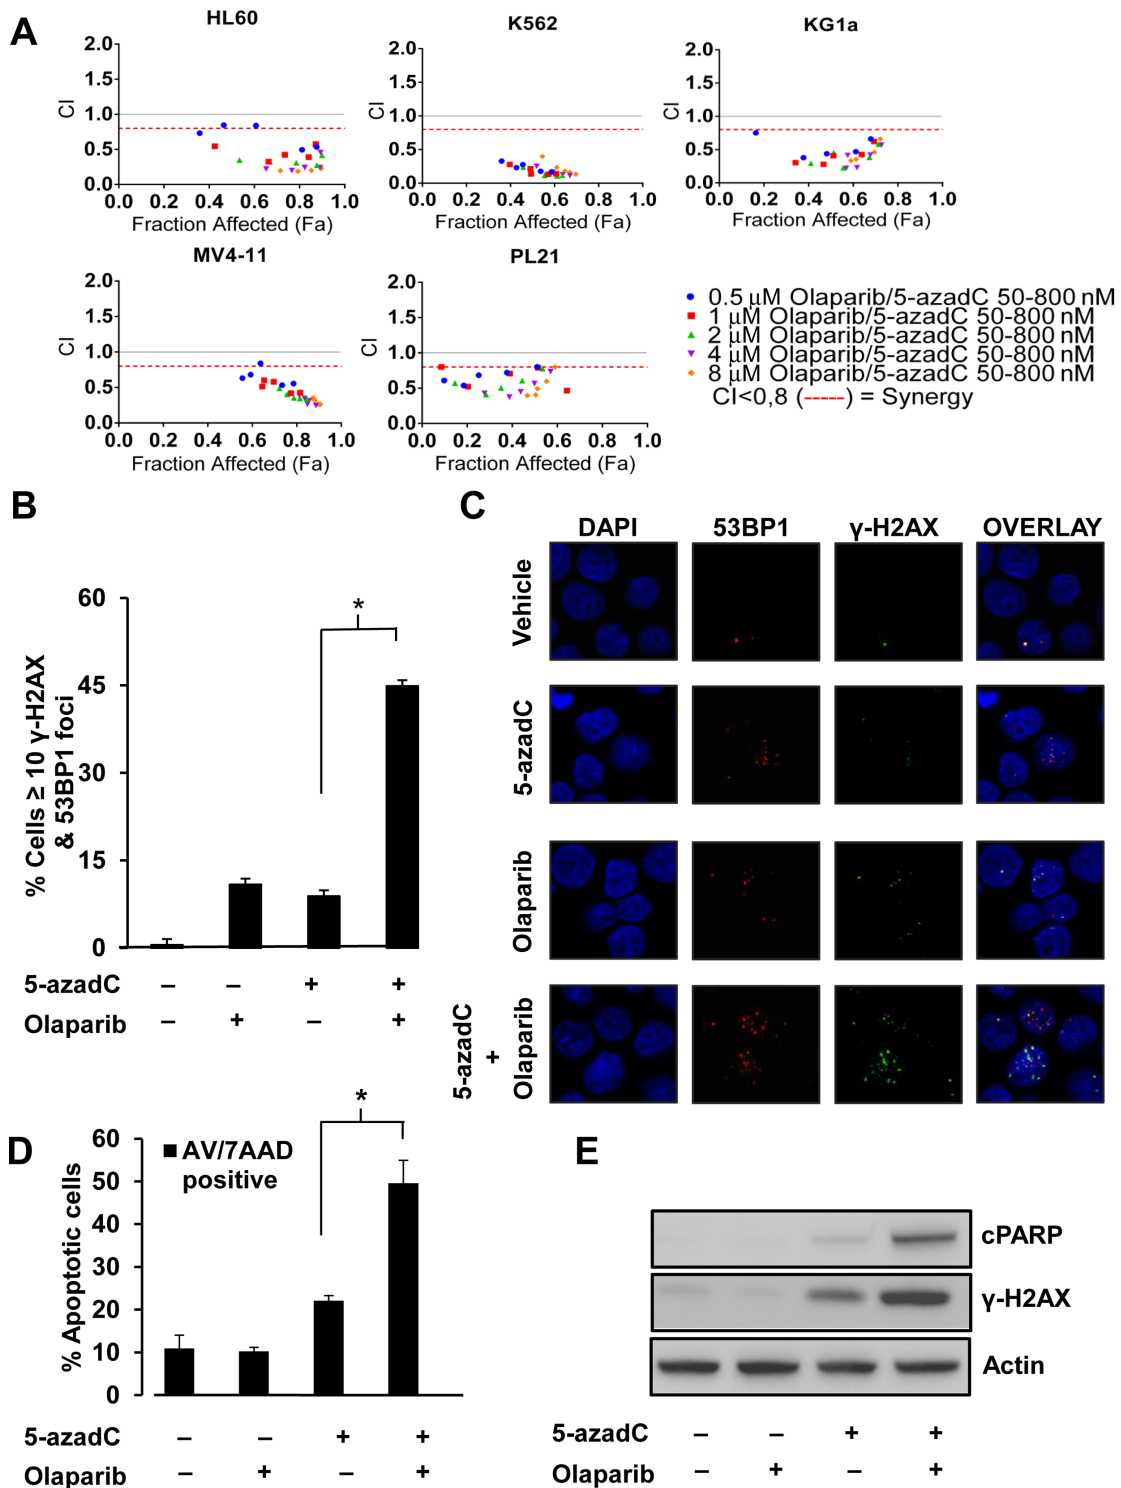 A
HL60
K562
KG1a
2.0
1.5
1.0
0.5
0.0
CI
0.0 0.2 0.4 0.6 0.8 1.0
Fraction Affected (Fa)
2.0
1.5
1.0
0.5
0.0
CI
0.0 0.2 0.4 0.6 0.8 1.0
Fraction Affected (Fa)
2.0
1.5
1.0
0.5
0.0
CI
0.0 0.2 0.4 0.6 0.8 1.0
Fraction Affected (Fa)
MV4-11
PL21
2.0
1.5
1.0
0.5
0.0
CI
0.0 0.2 0.4 0.6 0.8 1.0
Fraction Affected (Fa)
2.0
1.5
1.0
0.5
0.0
CI
0.0 0.2 0.4 0.6 0.8 1.0
Fraction Affected (Fa)
0.5 μM Olaparib/5-azadC 50-800 nM
1 μM Olaparib/5-azadC 50-800 nM
2 μM Olaparib/5-azadC 50-800 nM
4 μM Olaparib/5-azadC 50-800 nM
8 μM Olaparib/5-azadC 50-800 nM
CI<0,8 (-----) = Synergy
B
% Cells ≥ 10 γ-H2AX
& 53BP1 foci
60
45
30
15
0
*
5-azadC – – + +
Olaparib – + – +
C
DAPI 53BP1 γ-H2AX OVERLAY
Vehicle
5-azadC
Olaparib
5-azadC
+
Olaparib
D
% Apoptotic cells
60
50
40
30
20
10
0
AV/7AAD
positive
*
5-azadC – – + +
Olaparib – + – +
E
cPARP
γ-H2AX
Actin
5-azadC – – + +
Olaparib – + – +